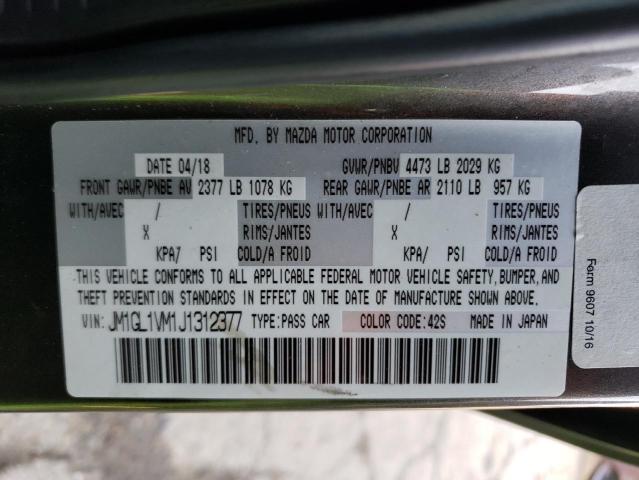 MFD. BY MAZDA MOTOR CORPORATION
DATE 04/18 GVWR/PNBV 4473 LB 2029 KG
FRONT GAWR/PNBE AV 2377 LB 1078 KG REAR GAWR/PNBE AR 2110 LB 957 KG
WITH/AVEC / TIRES/PNEUS WITH/AVEC / TIRES/PNEUS
X RIMS/JANTES X RIMS/JANTES
KPA/ PSI COLD/A FROID KPA/ PSI COLD/A FROID
THIS VEHICLE CONFORMS TO ALL APPLICABLE FEDERAL MOTOR VEHICLE SAFETY, BUMPER, AND
THEFT PREVENTION STANDARDS IN EFFECT ON THE DATE OF MANUFACTURE SHOWN ABOVE.
VIN: JM1GL1VM1J1312377 TYPE:PASS CAR COLOR CODE:42S MADE IN JAPAN
Form 9607 10/16